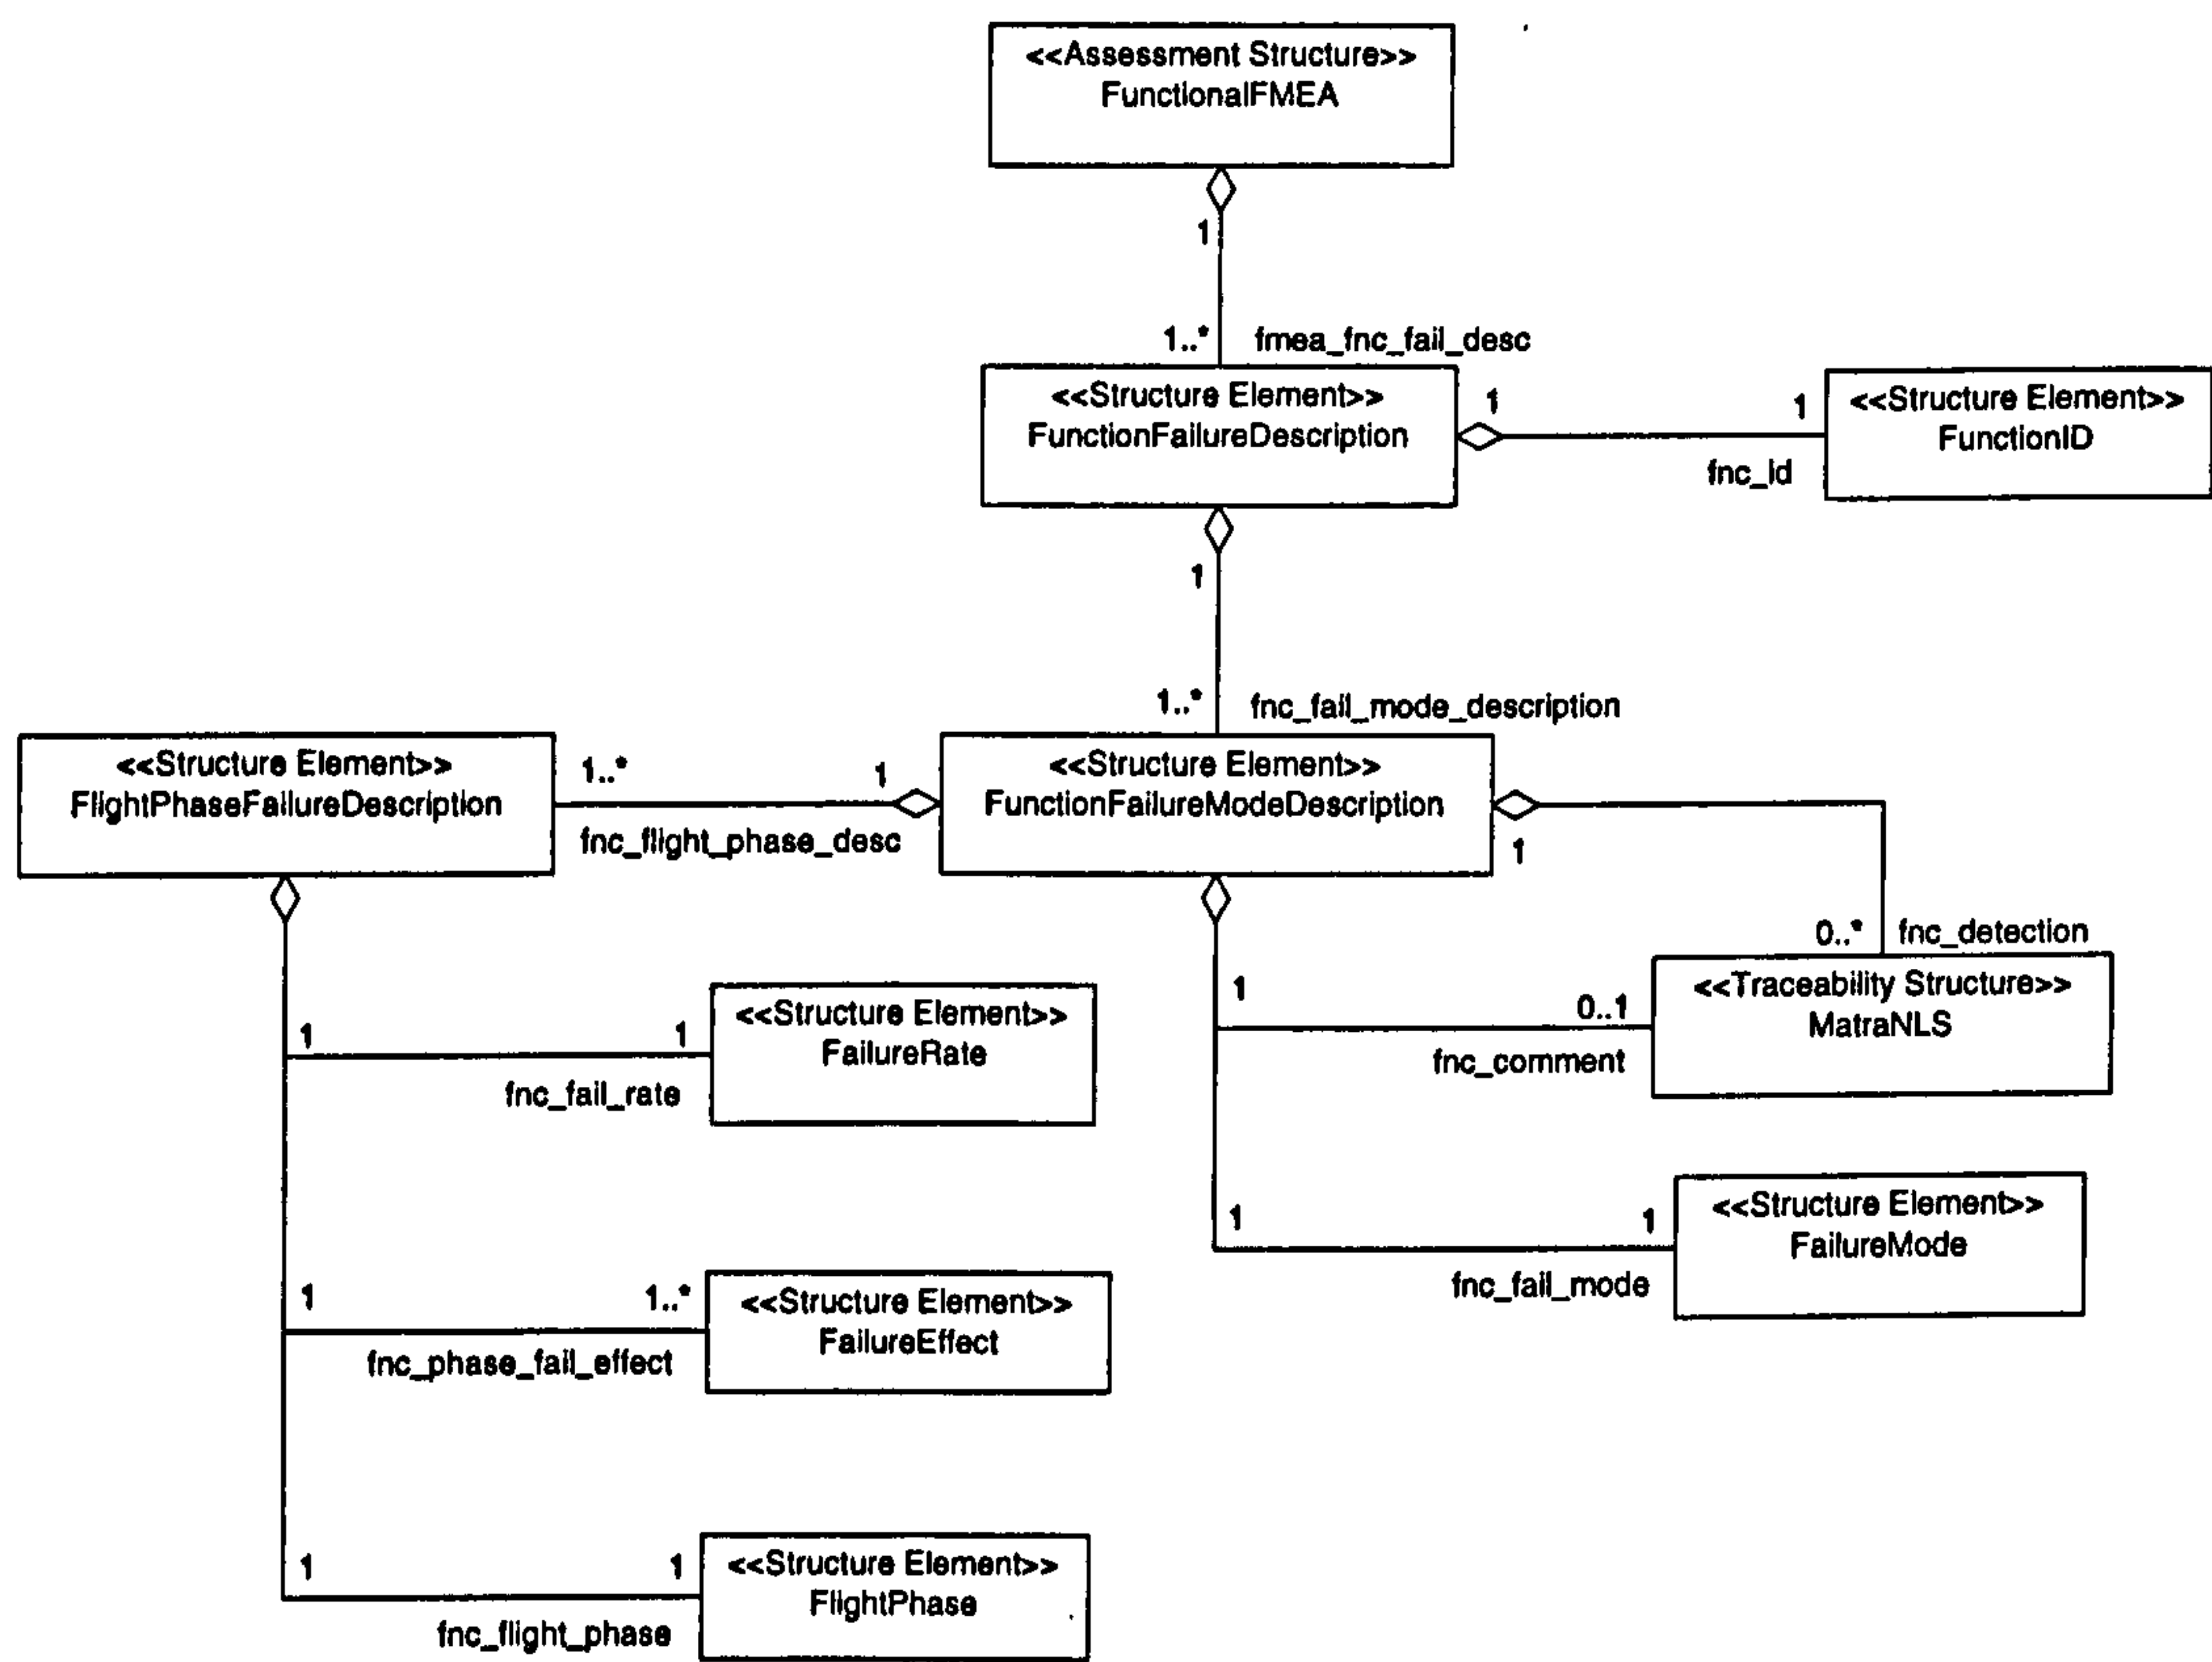 <<Assessment Structure>>
FunctionalFMEA
1
1..*
fmea_fnc_fail_desc
<<Structure Element>>
FunctionFailureDescription
1
1
fnc_id
<<Structure Element>>
FunctionID
1
1..*
fnc_fail_mode_description
<<Structure Element>>
FlightPhaseFailureDescription
1..*
1
fnc_flight_phase_desc
<<Structure Element>>
FunctionFailureModeDescription
1
0..*
fnc_detection
<<Traceability Structure>>
MatraNLS
1
0..1
fnc_comment
1
1
fnc_fail_rate
<<Structure Element>>
FailureRate
1
1
fnc_fail_mode
<<Structure Element>>
FailureMode
1
1..*
fnc_phase_fail_effect
<<Structure Element>>
FailureEffect
1
1
fnc_flight_phase
<<Structure Element>>
FlightPhase